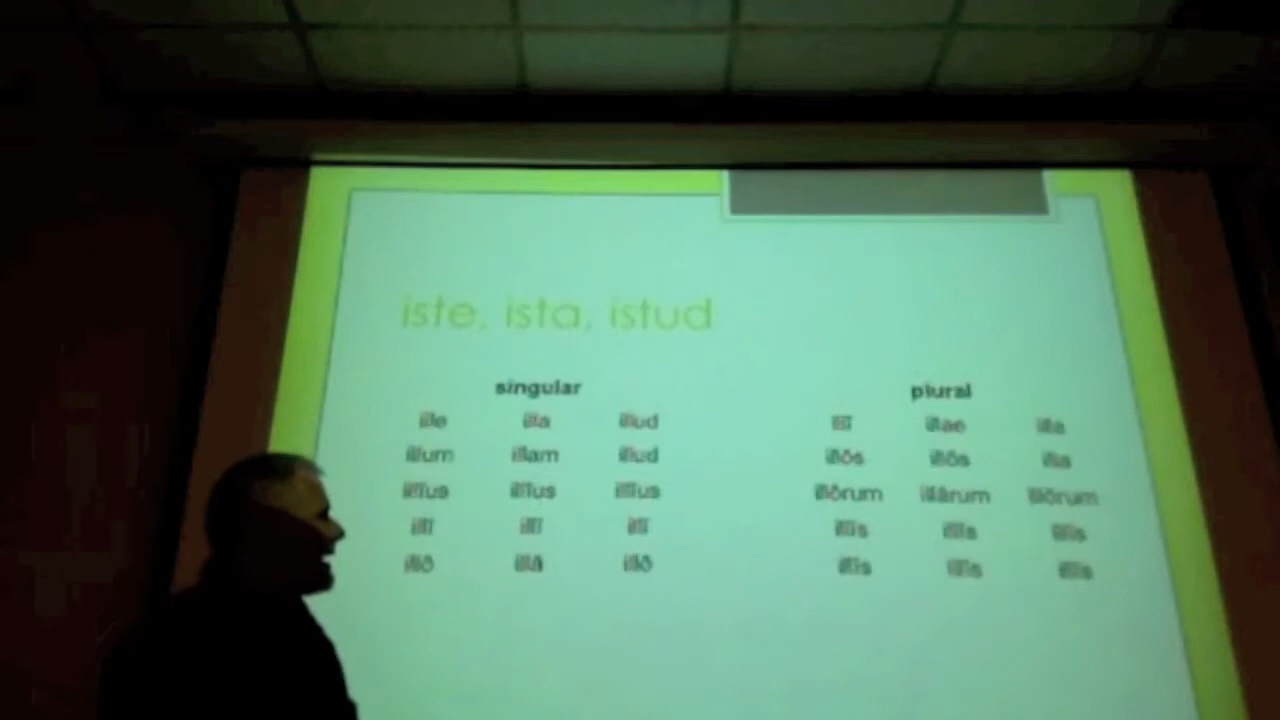 iste, ista, istud
singular plural
ille illa illud illī illae illa
illum illam illud illōs illōs illa
illīus illīus illīus illōrum illārum illōrum
illī illī illī illīs illīs illīs
illō illā illō illīs illīs illīs